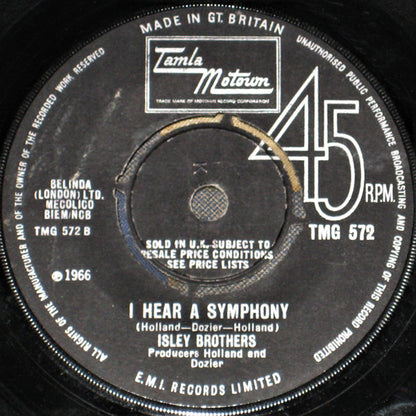 MADE IN GT. BRITAIN
UNAUTHORISED PUBLIC PERFORMANCE BROADCASTING AND COPYING OF THIS RECORD PROHIBITED
ALL RIGHTS OF THE MANUFACTURER AND OF THE OWNER OF THE RECORDED WORK RESERVED
Tamla
Motown
TRADE MARK OF MOTOWN RECORD CORPORATION
45
R.P.M.
BELINDA
(LONDON) LTD.
MECOLICO
BIEM/NCB
TMG 572 B
TMG 572
SOLD IN U.K. SUBJECT TO
RESALE PRICE CONDITIONS
SEE PRICE LISTS
℗ 1966
I HEAR A SYMPHONY
(Holland—Dozier—Holland)
ISLEY BROTHERS
Producers Holland and
Dozier
E.M.I. RECORDS LIMITED